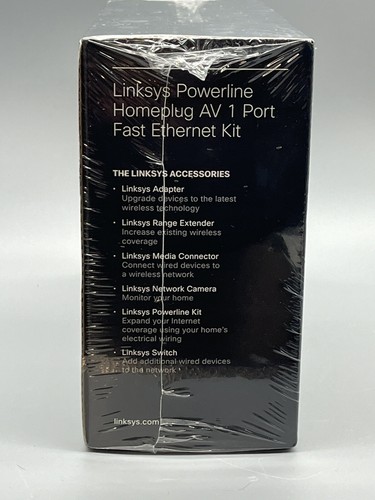 Linksys Powerline
Homeplug AV 1 Port
Fast Ethernet Kit
THE LINKSYS ACCESSORIES
• Linksys Adapter
Upgrade devices to the latest
wireless technology
• Linksys Range Extender
Increase existing wireless
coverage
• Linksys Media Connector
Connect wired devices to
a wireless network
• Linksys Network Camera
Monitor your home
• Linksys Powerline Kit
Expand your Internet
coverage using your home's
electrical wiring
• Linksys Switch
Add additional wired devices
to the network
linksys.com